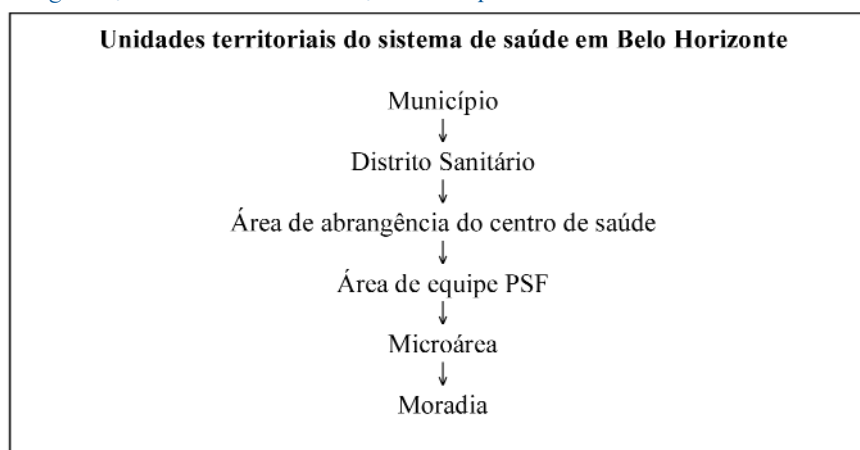 Unidades territoriais do sistema de saúde em Belo Horizonte
Município
↓
Distrito Sanitário
↓
Área de abrangência do centro de saúde
↓
Área de equipe PSF
↓
Microárea
↓
Moradia